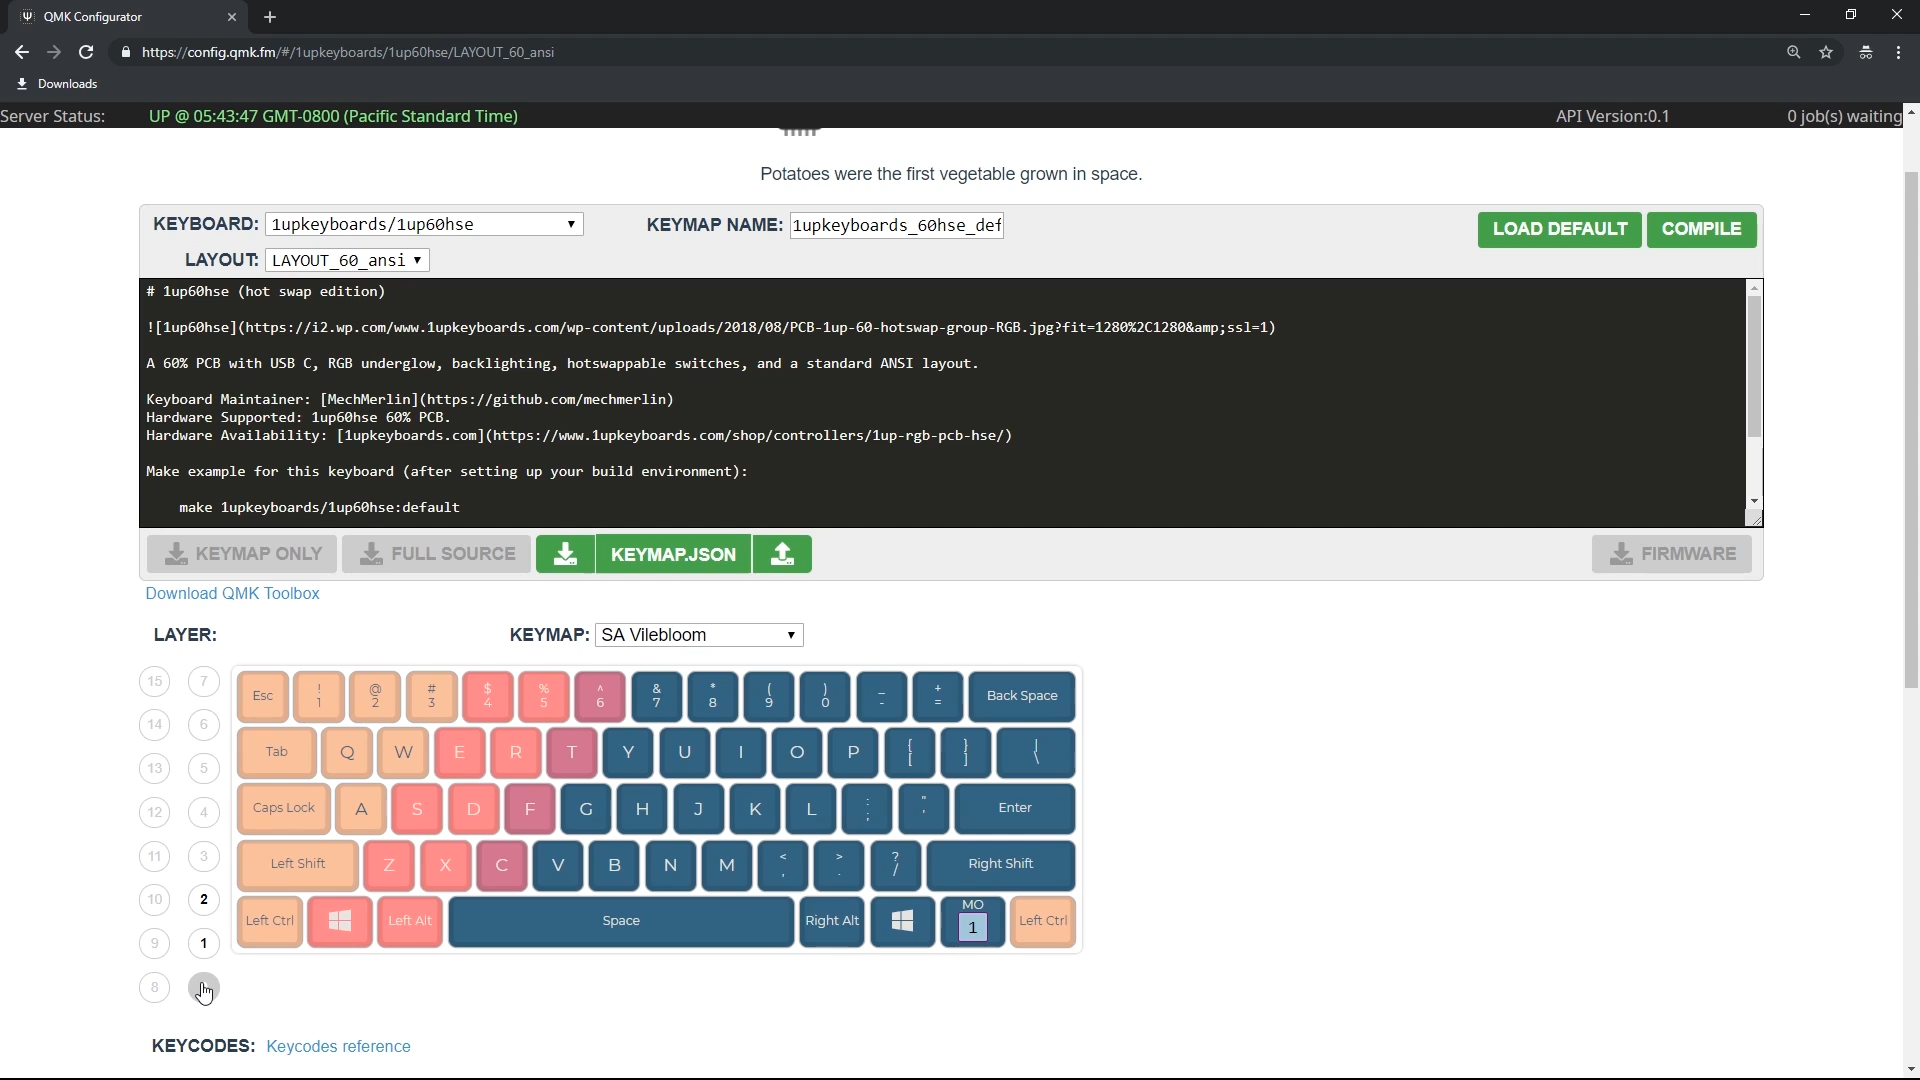 QMK Configurator
https://config.qmk.fm/#/1upkeyboards/1up60hse/LAYOUT_60_ansi
Downloads
Server Status: UP @ 05:43:47 GMT-0800 (Pacific Standard Time) API Version:0.1 0 job(s) waiting
Potatoes were the first vegetable grown in space.
KEYBOARD: 1upkeyboards/1up60hse KEYMAP NAME: 1upkeyboards_60hse_def LOAD DEFAULT COMPILE
LAYOUT: LAYOUT_60_ansi
# 1up60hse (hot swap edition)
![1up60hse](https://i2.wp.com/www.1upkeyboards.com/wp-content/uploads/2018/08/PCB-1up-60-hotswap-group-RGB.jpg?fit=1280%2C1280&amp;ssl=1)
A 60% PCB with USB C, RGB underglow, backlighting, hotswappable switches, and a standard ANSI layout.
Keyboard Maintainer: [MechMerlin](https://github.com/mechmerlin)
Hardware Supported: 1up60hse 60% PCB.
Hardware Availability: [1upkeyboards.com](https://www.1upkeyboards.com/shop/controllers/1up-rgb-pcb-hse/)
Make example for this keyboard (after setting up your build environment):
make 1upkeyboards/1up60hse:default
KEYMAP ONLY FULL SOURCE KEYMAP.JSON FIRMWARE
Download QMK Toolbox
LAYER: KEYMAP: SA Vilebloom
15 7
14 6
13 5
12 4
11 3
10 2
9 1
8
Esc ! @ # $ % ^ & * ( ) _ + Back Space
1 2 3 4 5 6 7 8 9 0 - =
Tab Q W E R T Y U I O P { } |
[ ] \
Caps Lock A S D F G H J K L : " Enter
; '
Left Shift Z X C V B N M < > ? Right Shift
, . /
Left Ctrl Left Alt Space Right Alt MO Left Ctrl
1
KEYCODES: Keycodes reference